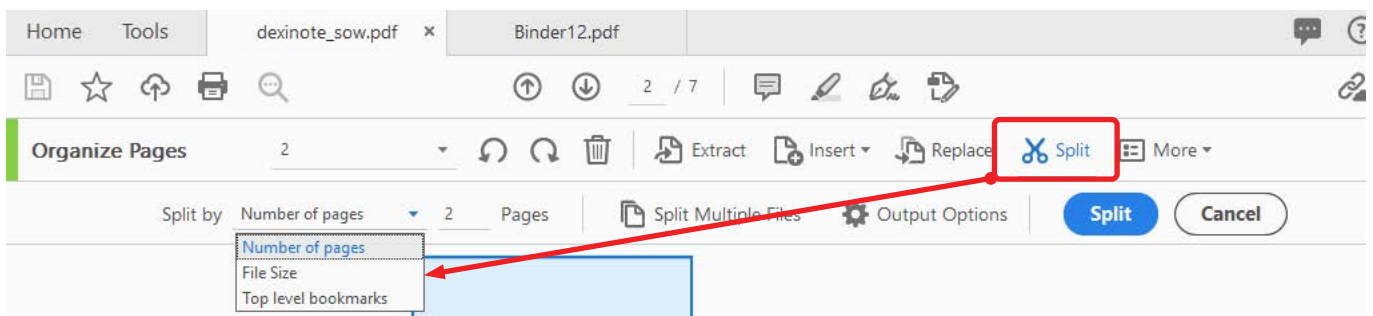 Home Tools dexinote_sow.pdf × Binder12.pdf
2 / 7
Organize Pages 2 Extract Insert Replace Split More
Split by Number of pages 2 Pages Split Multiple Files Output Options Split Cancel
Number of pages
File Size
Top level bookmarks